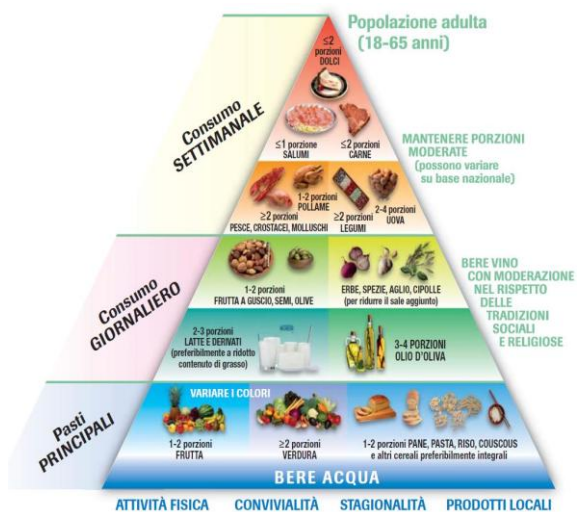 Popolazione adulta
(18-65 anni)
≤2
porzioni
DOLCI
≤1 porzione
SALUMI
≤2 porzioni
CARNE
Consumo
SETTIMANALE
MANTENERE PORZIONI
MODERATE
(possono variare
su base nazionale)
1-2 porzioni
POLLAME
≥2 porzioni
PESCE, CROSTACEI, MOLLUSCHI
≥2 porzioni
LEGUMI
2-4 porzioni
UOVA
Consumo
GIORNALIERO
1-2 porzioni
FRUTTA A GUSCIO, SEMI, OLIVE
ERBE, SPEZIE, AGLIO, CIPOLLE
(per ridurre il sale aggiunto)
BERE VINO
CON MODERAZIONE
NEL RISPETTO
DELLE
TRADIZIONI
SOCIALI
E RELIGIOSE
2-3 porzioni
LATTE E DERIVATI
(preferibilmente a ridotto
contenuto di grasso)
3-4 PORZIONI
OLIO D'OLIVA
Pasti
PRINCIPALI
VARIARE I COLORI
1-2 porzioni
FRUTTA
≥2 porzioni
VERDURA
1-2 porzioni PANE, PASTA, RISO, COUSCOUS
e altri cereali preferibilmente integrali
BERE ACQUA
ATTIVITÀ FISICA CONVIVIALITÀ STAGIONALITÀ PRODOTTI LOCALI